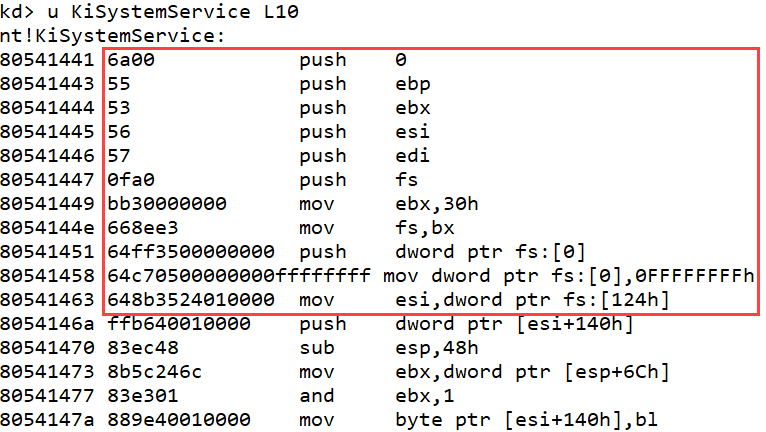 kd> u KiSystemService L10
nt!KiSystemService:
80541441 6a00            push    0
80541443 55              push    ebp
80541444 53              push    ebx
80541445 56              push    esi
80541446 57              push    edi
80541447 0fa0            push    fs
80541449 bb30000000      mov     ebx,30h
8054144e 668ee3          mov     fs,bx
80541451 64ff3500000000  push    dword ptr fs:[0]
80541458 64c70500000000ffffffff mov dword ptr fs:[0],0FFFFFFFFh
80541463 648b3524010000  mov     esi,dword ptr fs:[124h]
8054146a ffb640010000    push    dword ptr [esi+140h]
80541470 83ec48          sub     esp,48h
80541473 8b5c246c        mov     ebx,dword ptr [esp+6Ch]
80541477 83e301          and     ebx,1
8054147a 889e40010000    mov     byte ptr [esi+140h],bl